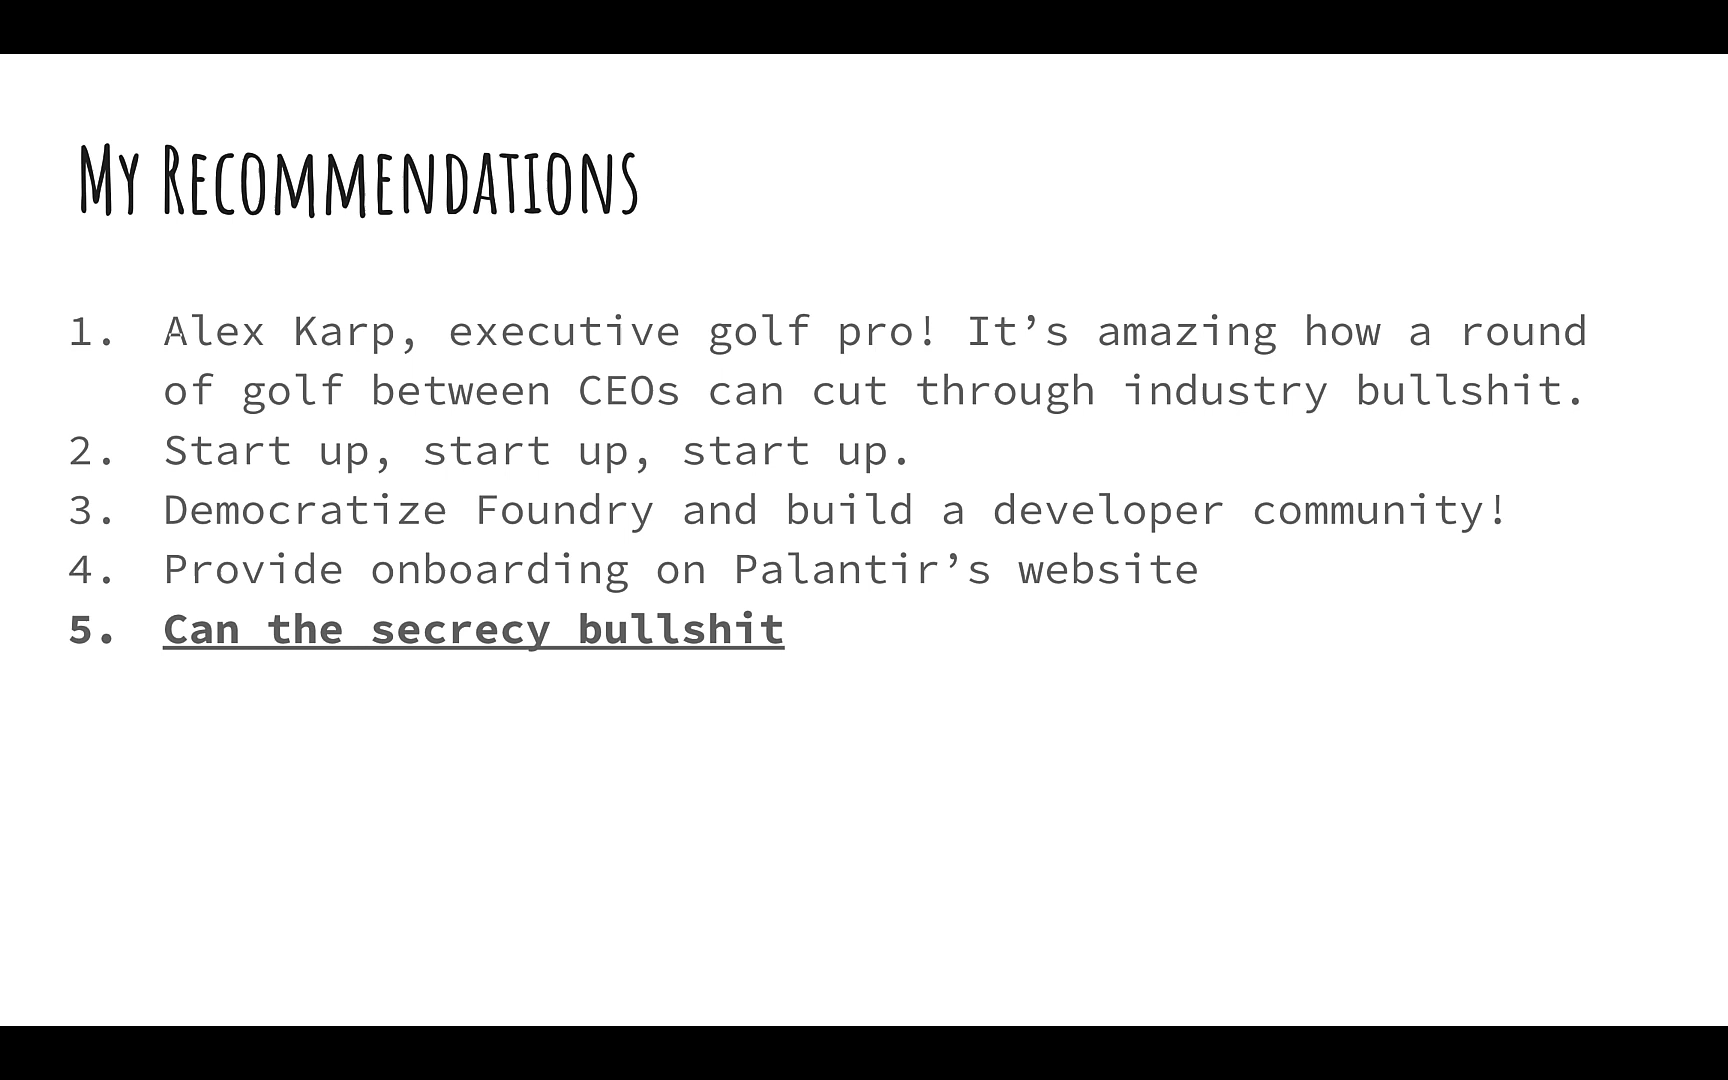 My Recommendations
1. Alex Karp, executive golf pro! It’s amazing how a round
of golf between CEOs can cut through industry bullshit.
2. Start up, start up, start up.
3. Democratize Foundry and build a developer community!
4. Provide onboarding on Palantir’s website
5. Can the secrecy bullshit